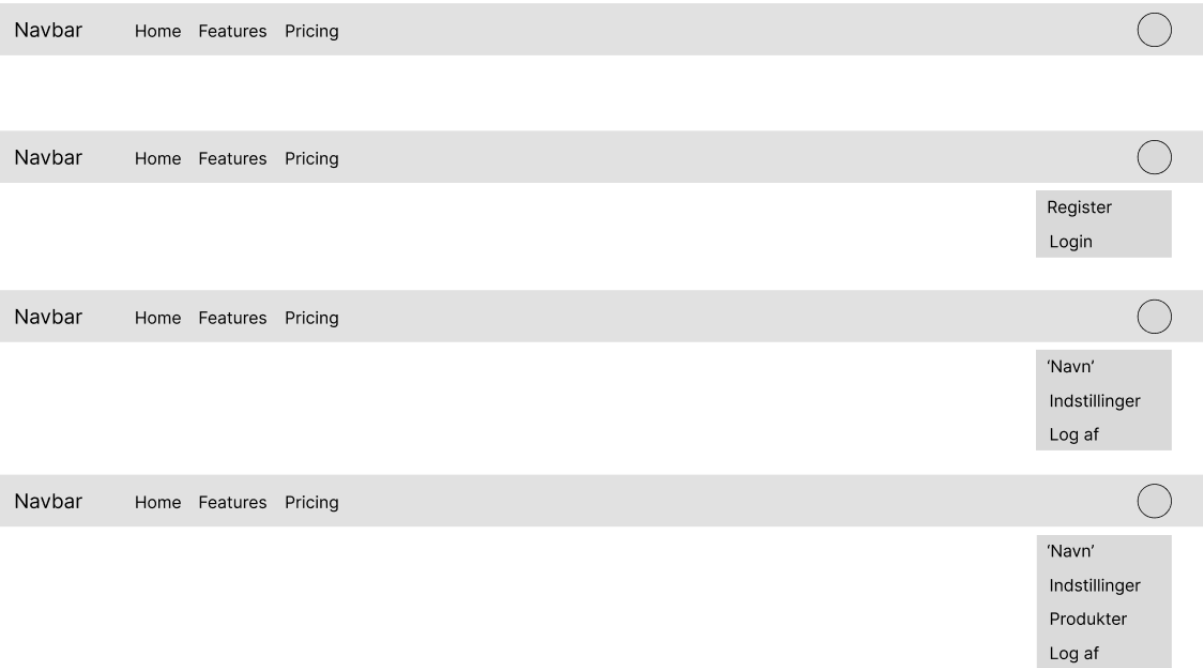 Navbar Home Features Pricing
Navbar Home Features Pricing
Register
Login
Navbar Home Features Pricing
‘Navn’
Indstillinger
Log af
Navbar Home Features Pricing
‘Navn’
Indstillinger
Produkter
Log af